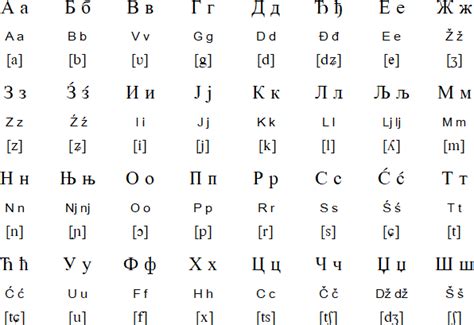 А а Б б В в Г г Д д Ђ ђ Е е Ж ж
A a B b V v G g D d Đ đ E e Ž ž
[a] [b] [ʋ] [g] [d] [dʑ] [e] [ʒ]
З з З́ з́ И и Ј ј К к Л л Љ љ М м
Z z Ź ź I i J j K k L l Lj lj M m
[z] [ʑ] [i] [j] [k] [l] [ʎ] [m]
Н н Њ њ О о П п Р р С с Ć ć Т т
N n Nj nj O o P p R r S s Ś ś T t
[n] [ɲ] [ɔ] [p] [r] [s] [ɕ] [t]
Ћ ћ У у Ф ф Х х Ц ц Ч ч Џ џ Ш ш
Ć ć U u F f H h C c Č č Dž dž Š š
[tɕ] [u] [f] [h] [ts] [tʃ] [dʒ] [ʃ]